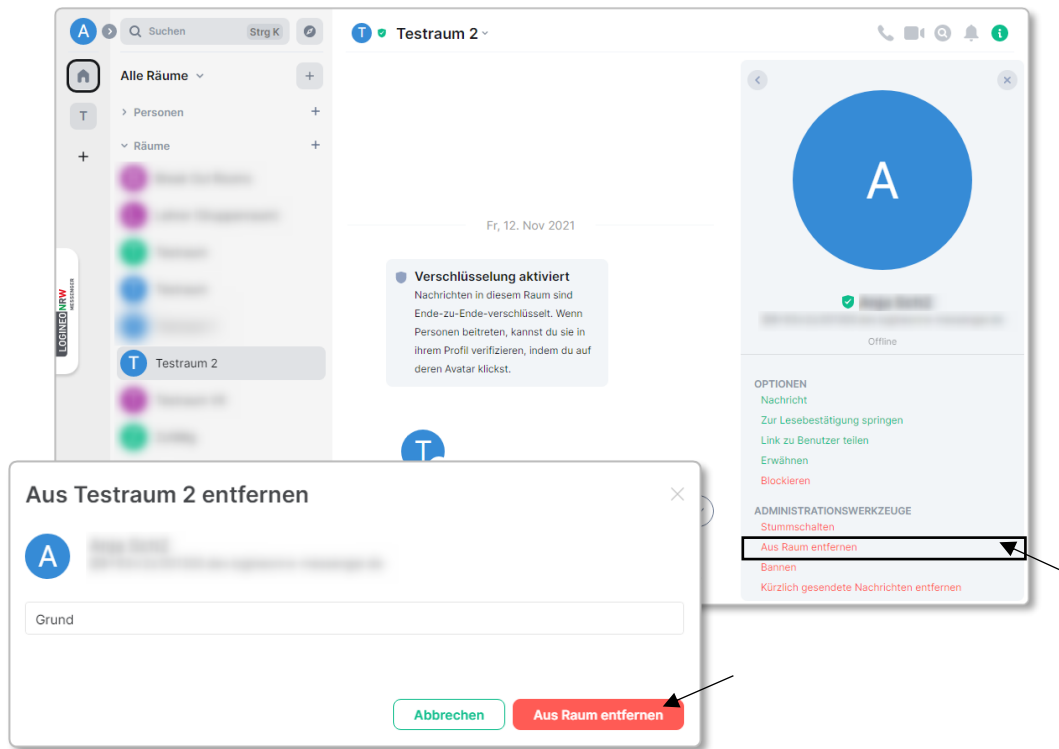 A
Suchen
Strg K
T
Testraum 2
Alle Räume
T
Personen
Räume
T
Testraum 2
LOGINEO NRW
MESSENGER
Fr, 12. Nov 2021
Verschlüsselung aktiviert
Nachrichten in diesem Raum sind
Ende-zu-Ende-verschlüsselt. Wenn
Personen beitreten, kannst du sie in
ihrem Profil verifizieren, indem du auf
deren Avatar klickst.
T
A
Offline
OPTIONEN
Nachricht
Zur Lesebestätigung springen
Link zu Benutzer teilen
Erwähnen
Blockieren
ADMINISTRATIONSWERKZEUGE
Stummschalten
Aus Raum entfernen
Bannen
Kürzlich gesendete Nachrichten entfernen
Aus Testraum 2 entfernen
A
Grund
Abbrechen
Aus Raum entfernen